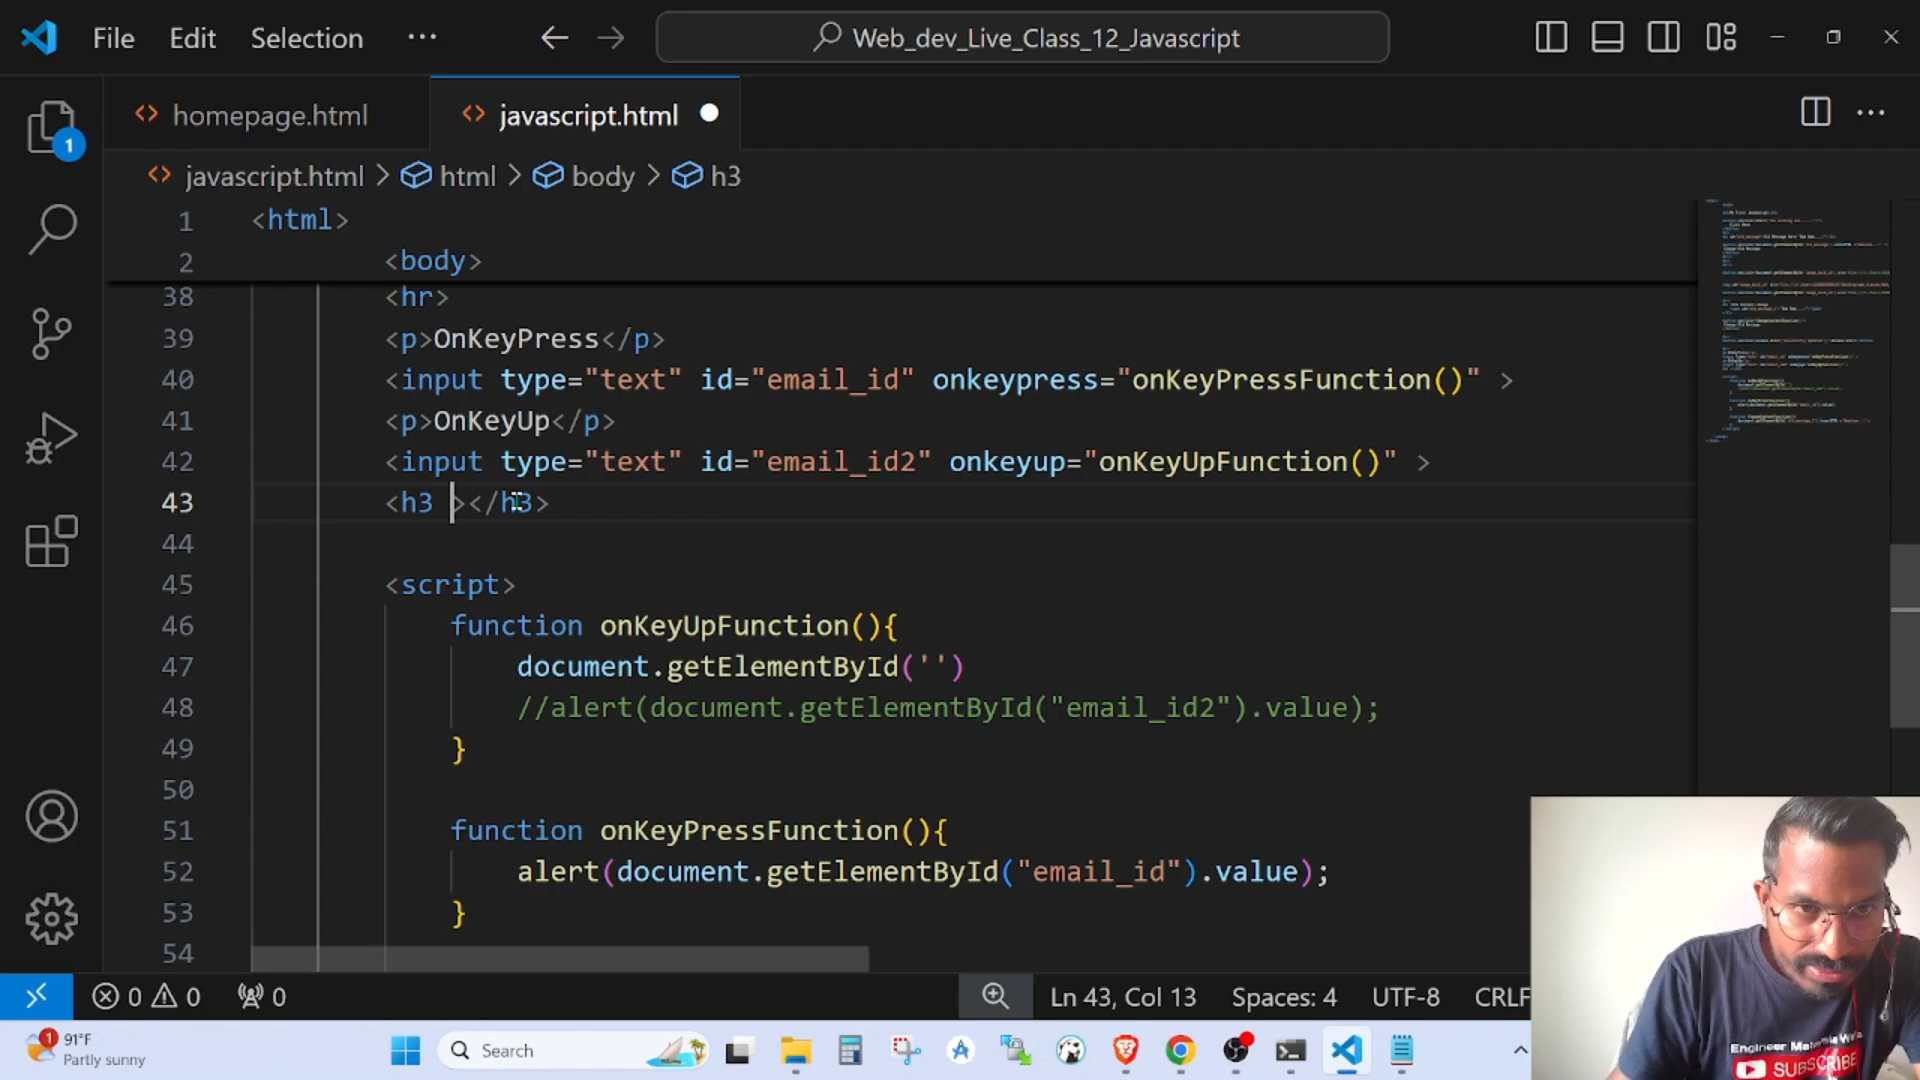 File Edit Selection ··· Web_dev_Live_Class_12_Javascript
homepage.html javascript.html
javascript.html > html > body > h3
1 <html>
2 <body>
38 <hr>
39 <p>OnKeyPress</p>
40 <input type="text" id="email_id" onkeypress="onKeyPressFunction()" >
41 <p>OnKeyUp</p>
42 <input type="text" id="email_id2" onkeyup="onKeyUpFunction()" >
43 <h3 ></h3>
44
45 <script>
46 function onKeyUpFunction(){
47 document.getElementById('')
48 //alert(document.getElementById("email_id2").value);
49 }
50
51 function onKeyPressFunction(){
52 alert(document.getElementById("email_id").value);
53 }
54
1
0 0 0 Ln 43, Col 13 Spaces: 4 UTF-8 CRLF
1 91°F
Partly sunny
Search
Engineer Malaysia
SUBSCRIBE